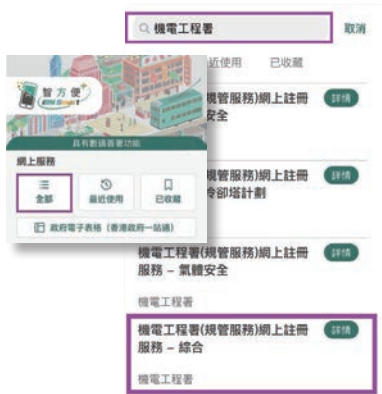 機電工程署
取消
近使用
已收藏
規管服務)網上註冊
詳情
安全
規管服務)網上註冊
詳情
冷卻塔計劃
智方便
iAM Smart
具有數碼簽署功能
網上服務
全部
最近使用
已收藏
政府電子表格 (香港政府一站通)
機電工程署(規管服務)網上註冊
詳情
服務 – 氣體安全
機電工程署
機電工程署(規管服務)網上註冊
詳情
服務 – 綜合
機電工程署